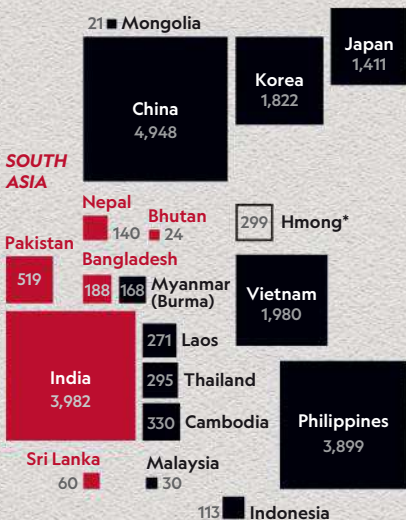 21 Mongolia
Japan
1,411
Korea
1,822
China
4,948
SOUTH
ASIA
Nepal
140
Bhutan
24
299 Hmong*
Pakistan
519
Bangladesh
188
168 Myanmar
(Burma)
Vietnam
1,980
271 Laos
India
3,982
295 Thailand
330 Cambodia
Philippines
3,899
Sri Lanka
60
Malaysia
30
113 Indonesia